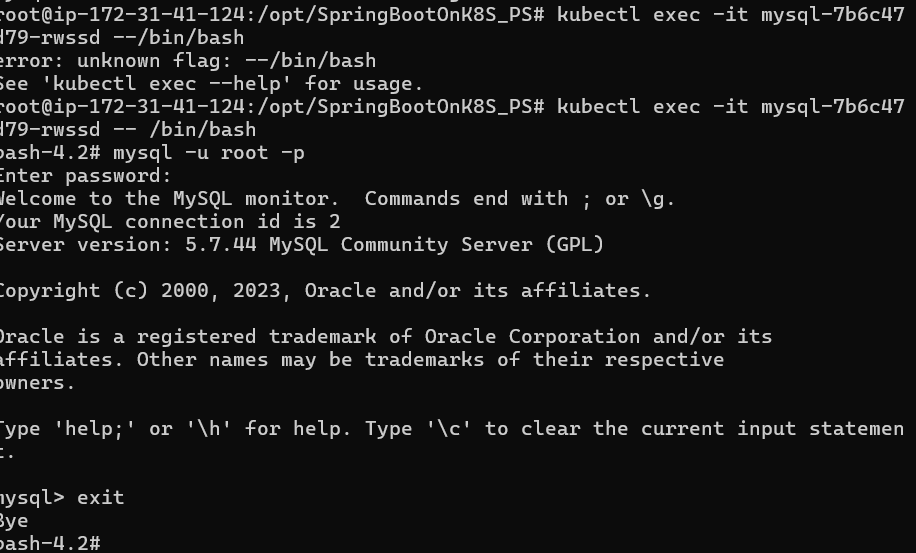 root@ip-172-31-41-124:/opt/SpringBootOnK8S_PS# kubectl exec -it mysql-7b6c47
d79-rwssd --/bin/bash
error: unknown flag: --/bin/bash
See 'kubectl exec --help' for usage.
root@ip-172-31-41-124:/opt/SpringBootOnK8S_PS# kubectl exec -it mysql-7b6c47
d79-rwssd -- /bin/bash
bash-4.2# mysql -u root -p
Enter password:
Welcome to the MySQL monitor.  Commands end with ; or \g.
Your MySQL connection id is 2
Server version: 5.7.44 MySQL Community Server (GPL)

Copyright (c) 2000, 2023, Oracle and/or its affiliates.

Oracle is a registered trademark of Oracle Corporation and/or its
affiliates. Other names may be trademarks of their respective
owners.

Type 'help;' or '\h' for help. Type '\c' to clear the current input statemen
t.

mysql> exit
Bye
bash-4.2#